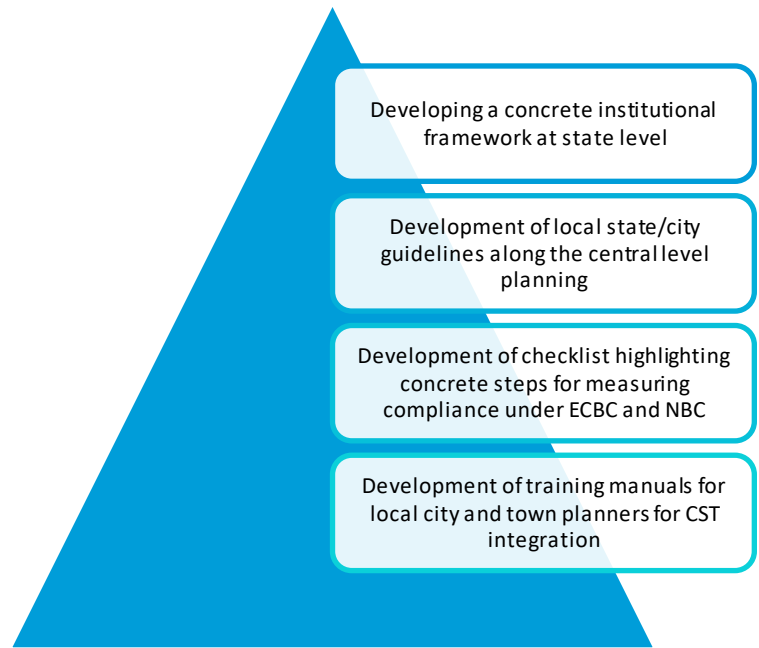 Developing a concrete institutional
framework at state level
Development of local state/city
guidelines along the central level
planning
Development of checklist highlighting
concrete steps for measuring
compliance under ECBC and NBC
Development of training manuals for
local city and town planners for CST
integration